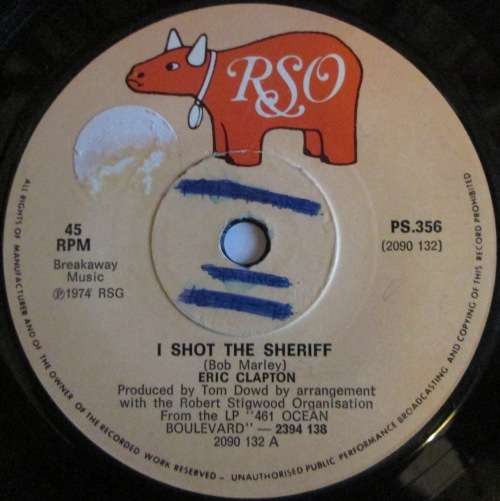 RSO
45
RPM
Breakaway
Music
Ⓟ1974 RSG
PS.356
(2090 132)
I SHOT THE SHERIFF
(Bob Marley)
ERIC CLAPTON
Produced by Tom Dowd by arrangement
with the Robert Stigwood Organisation
From the LP "461 OCEAN
BOULEVARD" — 2394 138
2090 132 A
ALL RIGHTS OF MANUFACTURER AND OF THE OWNER OF THE RECORDED WORK RESERVED – UNAUTHORISED PUBLIC PERFORMANCE BROADCASTING AND COPYING OF THIS RECORD PROHIBITED